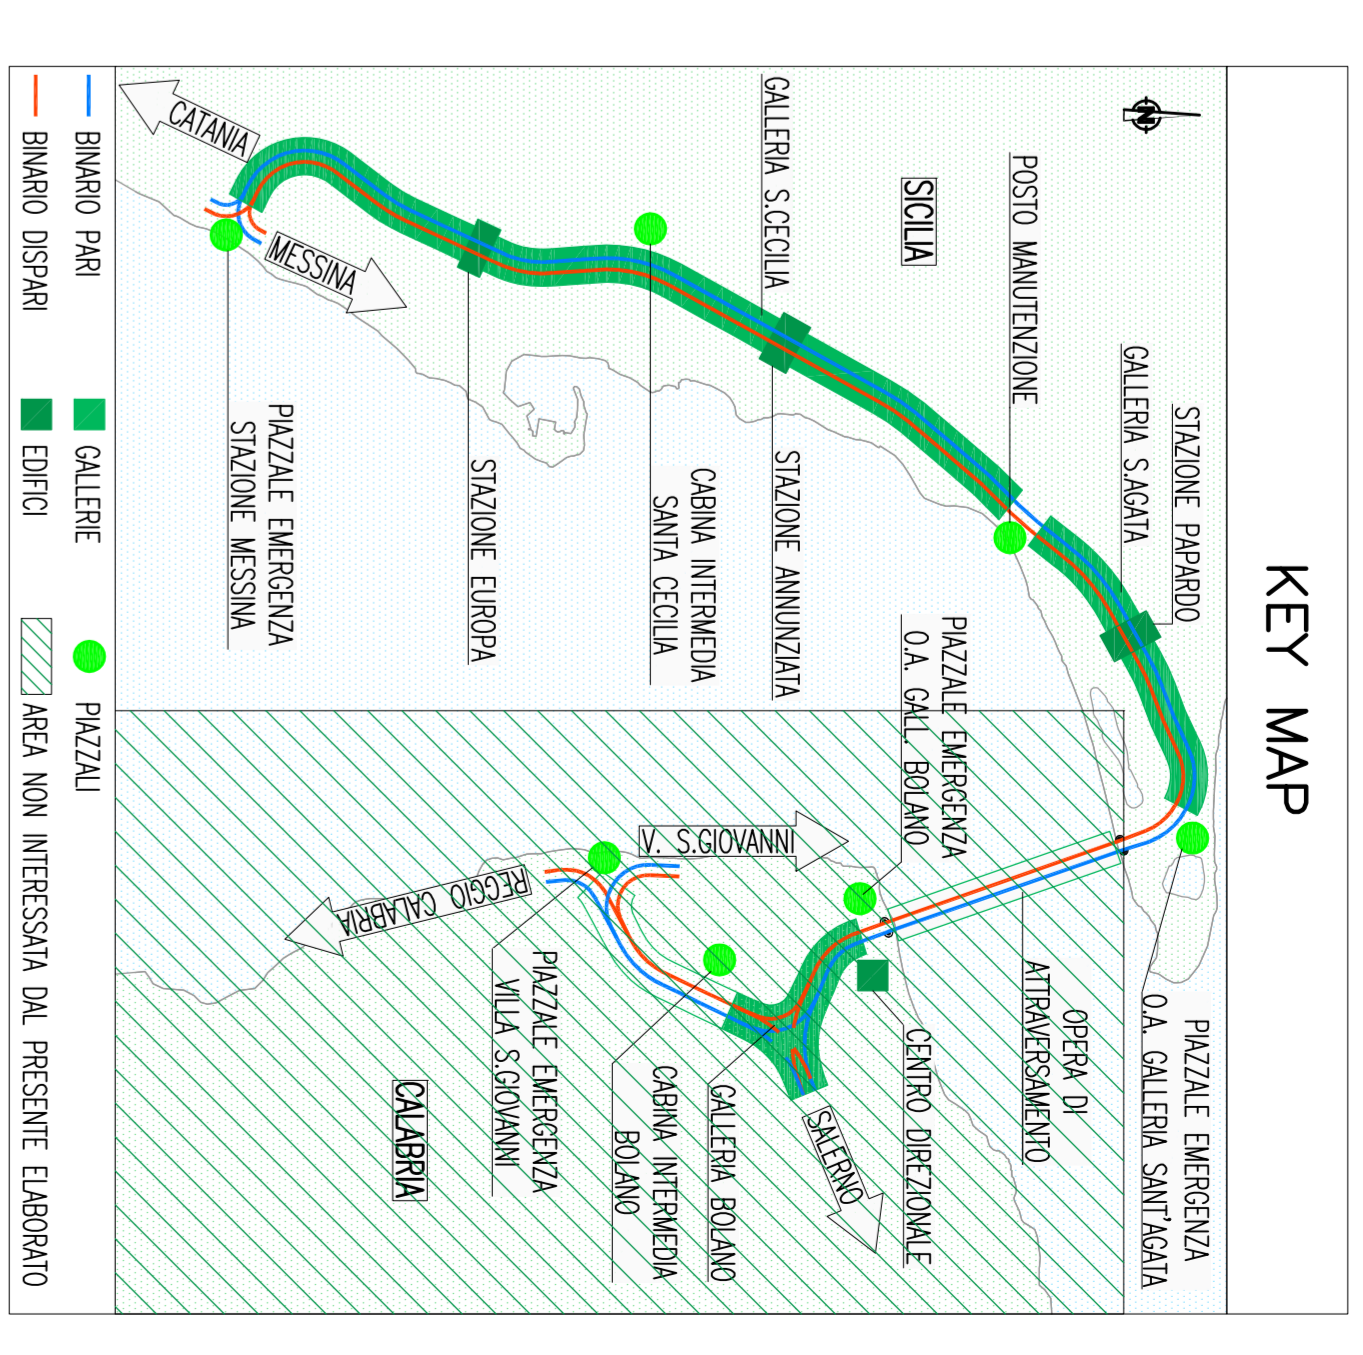 KEY MAP
N
SICILIA
POSTO MANUTENZIONE
GALLERIA S.AGATA
STAZIONE PAPARDO
GALLERIA S.CECILIA
CATANIA
MESSINA
PIAZZALE EMERGENZA
STAZIONE MESSINA
STAZIONE EUROPA
CABINA INTERMEDIA
SANTA CECILIA
STAZIONE ANNUNZIATA
PIAZZALE EMERGENZA
O.A. GALL. BOLANO
V. S.GIOVANNI
REGGIO CALABRIA
PIAZZALE EMERGENZA
O.A. GALLERIA SANT'AGATA
OPERA DI
ATTRAVERSAMENTO
CENTRO DIREZIONALE
SALERNO
GALLERIA BOLANO
CABINA INTERMEDIA
BOLANO
PIAZZALE EMERGENZA
VILLA S.GIOVANNI
CALABRIA
BINARIO PARI
GALLERIE
PIAZZALI
BINARIO DISPARI
EDIFICI
AREA NON INTERESSATA DAL PRESENTE ELABORATO